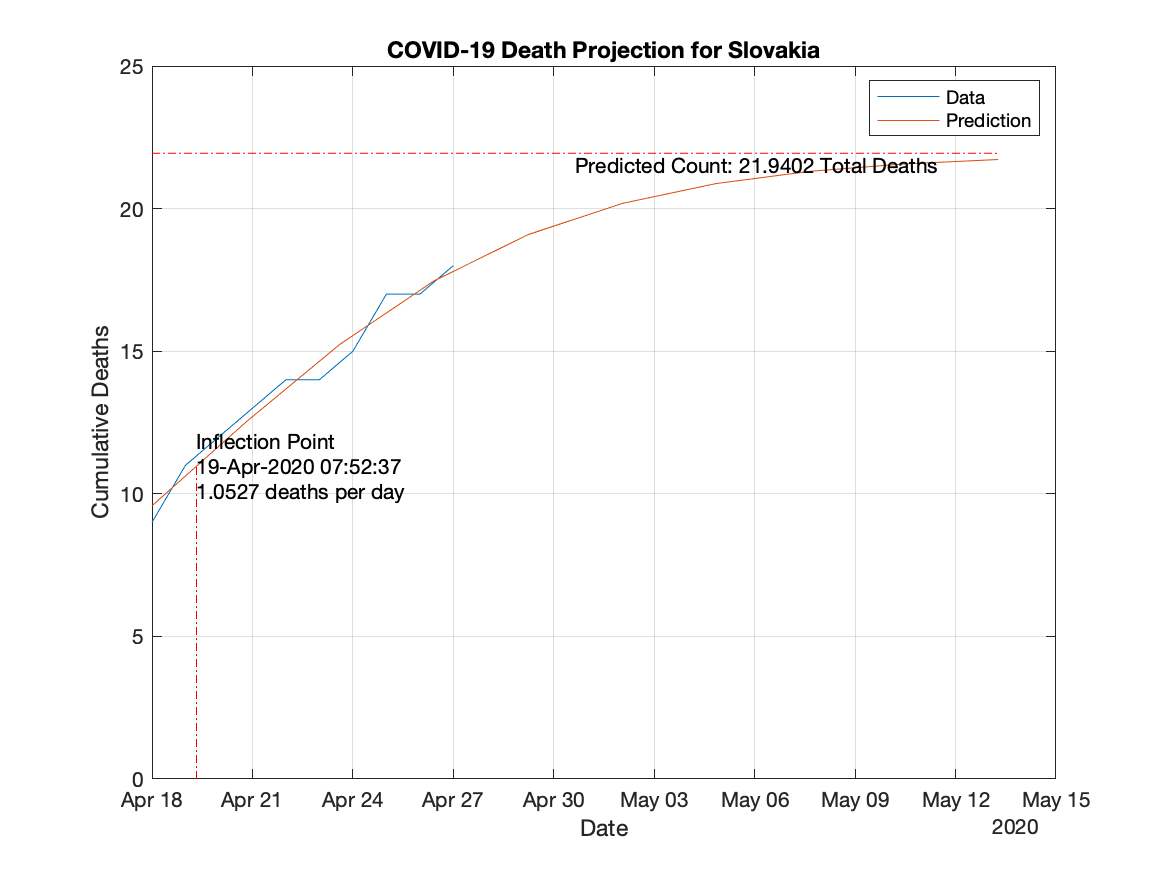 COVID-19 Death Projection for Slovakia
25
Data
Prediction
Predicted Count: 21.9402 Total Deaths
20
15
Inflection Point
19-Apr-2020 07:52:37
1.0527 deaths per day
10
5
0
Cumulative Deaths
Apr 18 Apr 21 Apr 24 Apr 27 Apr 30 May 03 May 06 May 09 May 12 May 15
Date
2020